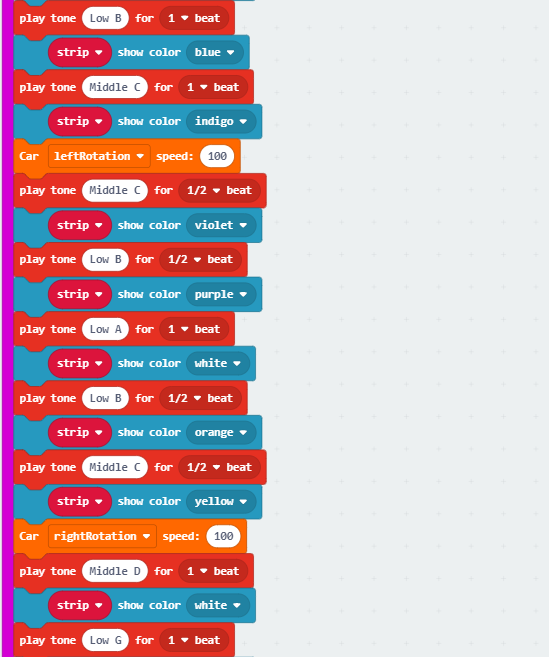 play tone Low B for 1 beat
strip show color blue
play tone Middle C for 1 beat
strip show color indigo
Car leftRotation speed: 100
play tone Middle C for 1/2 beat
strip show color violet
play tone Low B for 1/2 beat
strip show color purple
play tone Low A for 1 beat
strip show color white
play tone Low B for 1/2 beat
strip show color orange
play tone Middle C for 1/2 beat
strip show color yellow
Car rightRotation speed: 100
play tone Middle D for 1 beat
strip show color white
play tone Low G for 1 beat